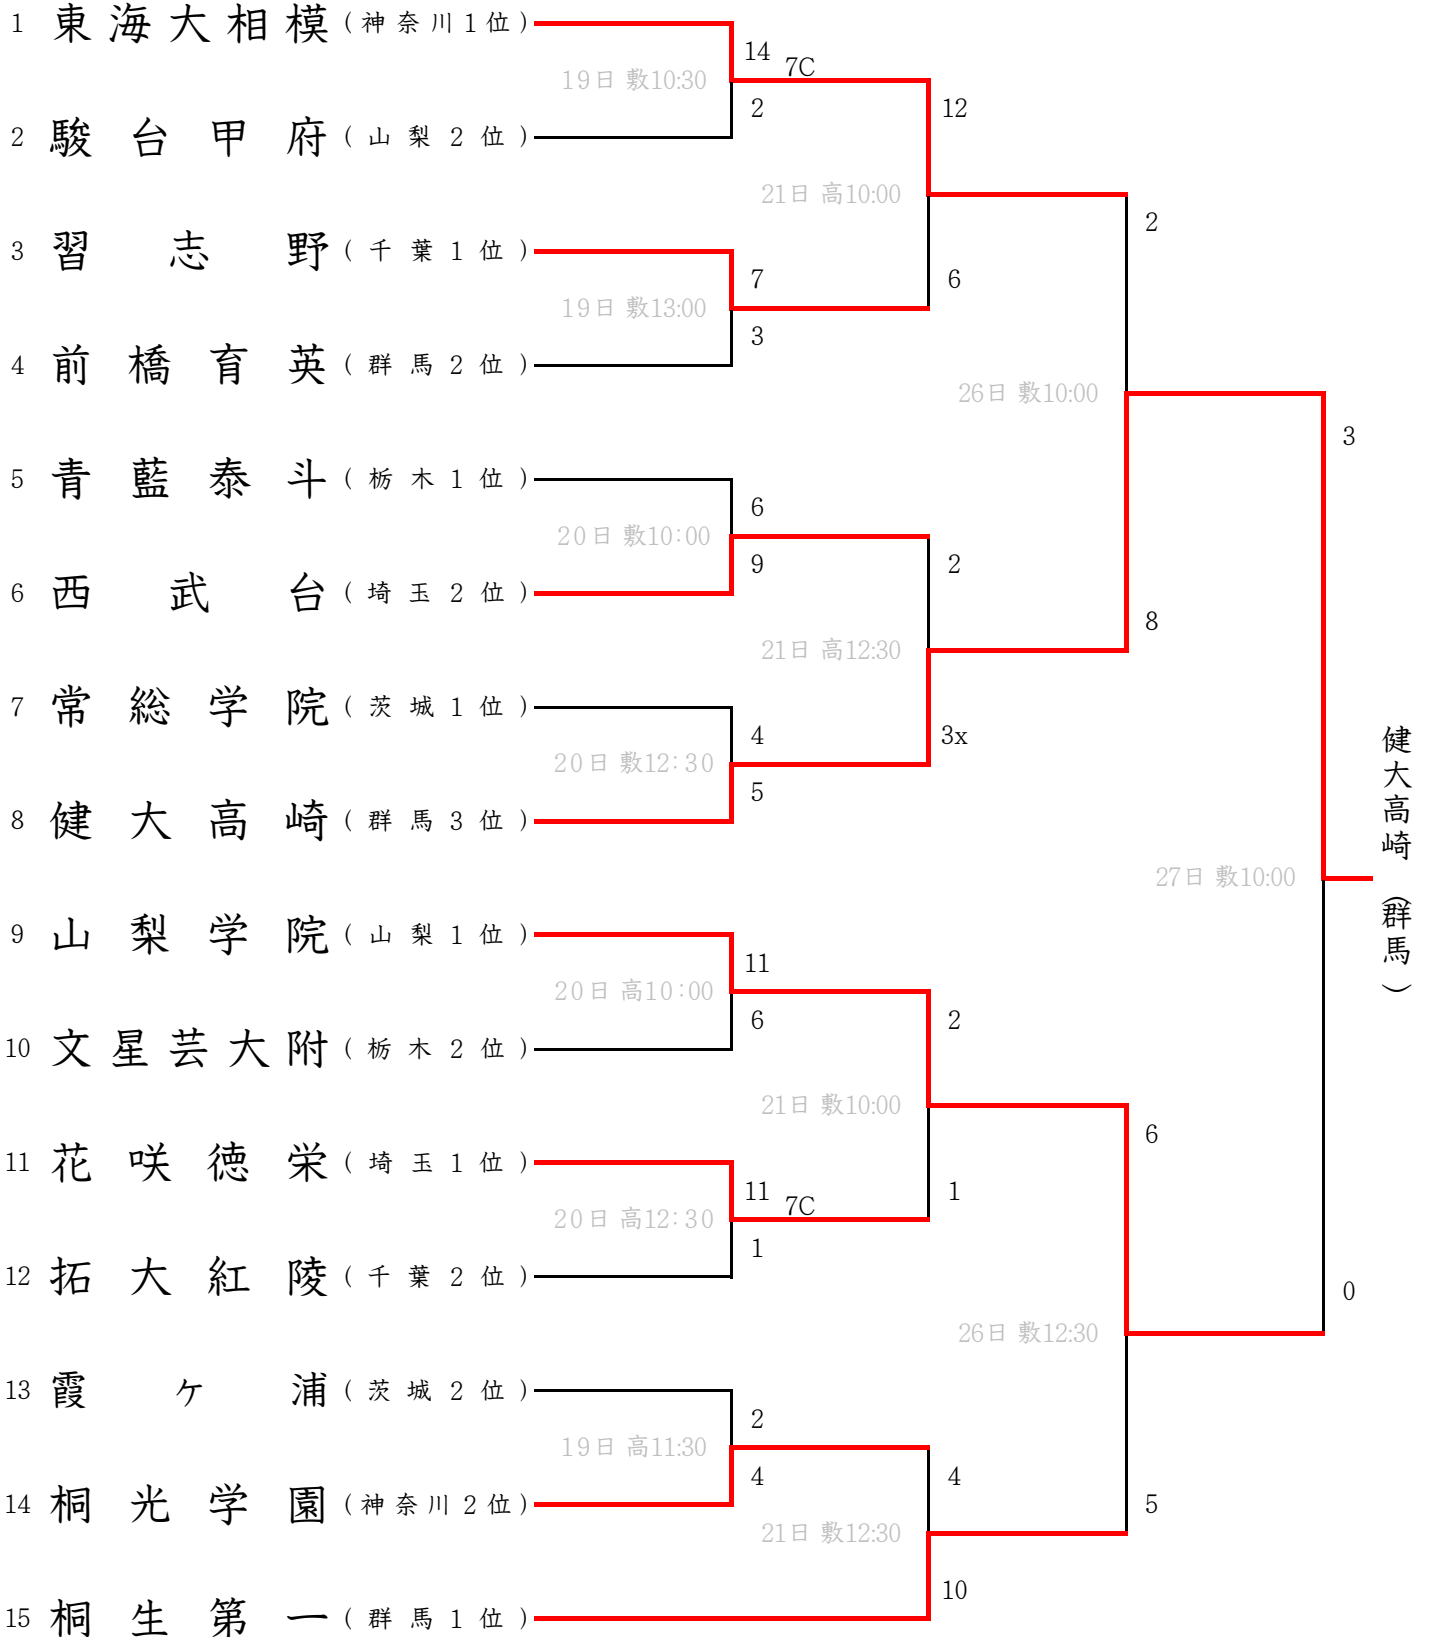 1 東海大相模(神奈川1位)
14 7C
19日 敷10:30
2 12
2 駿台甲府(山梨2位)
21日 高10:00
2
3 習志野(千葉1位)
7 6
19日 敷13:00
3
4 前橋育英(群馬2位)
26日 敷10:00
3
5 青藍泰斗(栃木1位)
6
20日 敷10:00
9 2
6 西武台(埼玉2位)
8
21日 高12:30
7 常総学院(茨城1位)
4 3x
20日 敷12:30
5
8 健大高崎(群馬3位)
27日 敷10:00
健大高崎(群馬)
9 山梨学院(山梨1位)
11
20日 高10:00
6 2
10 文星芸大附(栃木2位)
21日 敷10:00
6
11 花咲徳栄(埼玉1位)
11 7C 1
20日 高12:30
1
12 拓大紅陵(千葉2位)
0
26日 敷12:30
13 霞ヶ浦(茨城2位)
2
19日 高11:30
4 4
14 桐光学園(神奈川2位)
5
21日 敷12:30
10
15 桐生第一(群馬1位)